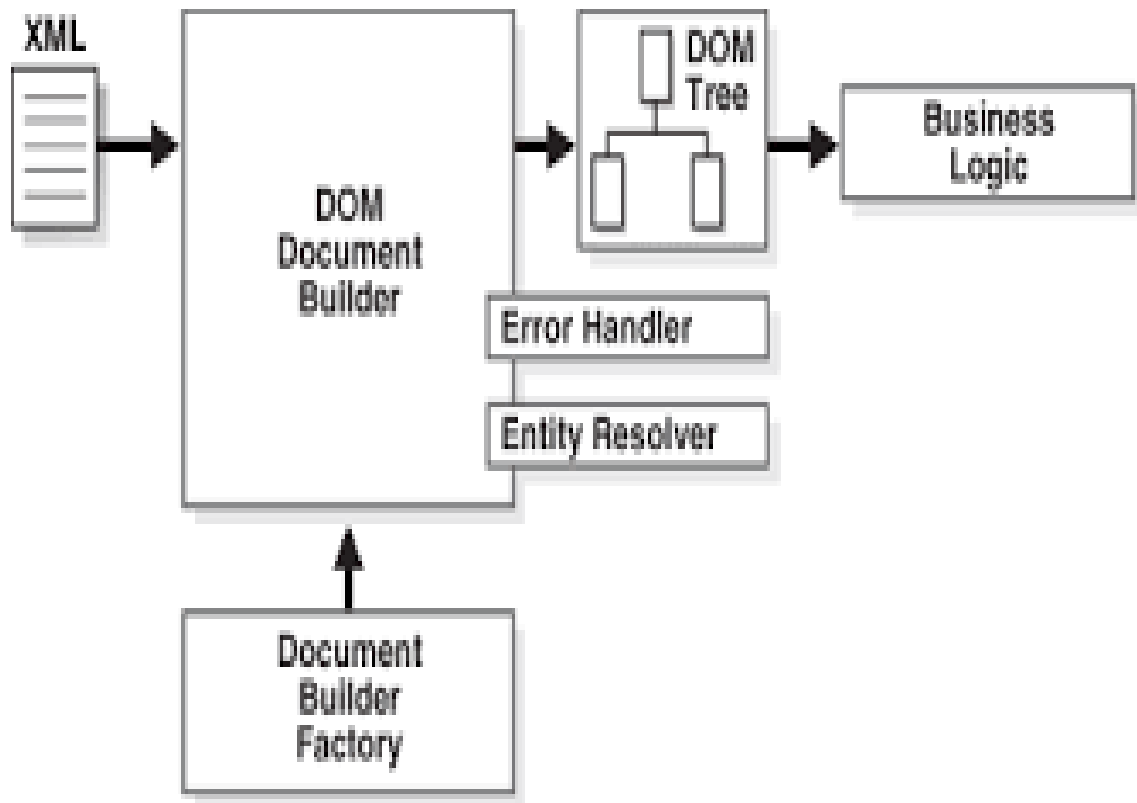 XML
DOM
Document
Builder
DOM
Tree
Business
Logic
Error Handler
Entity Resolver
Document
Builder
Factory